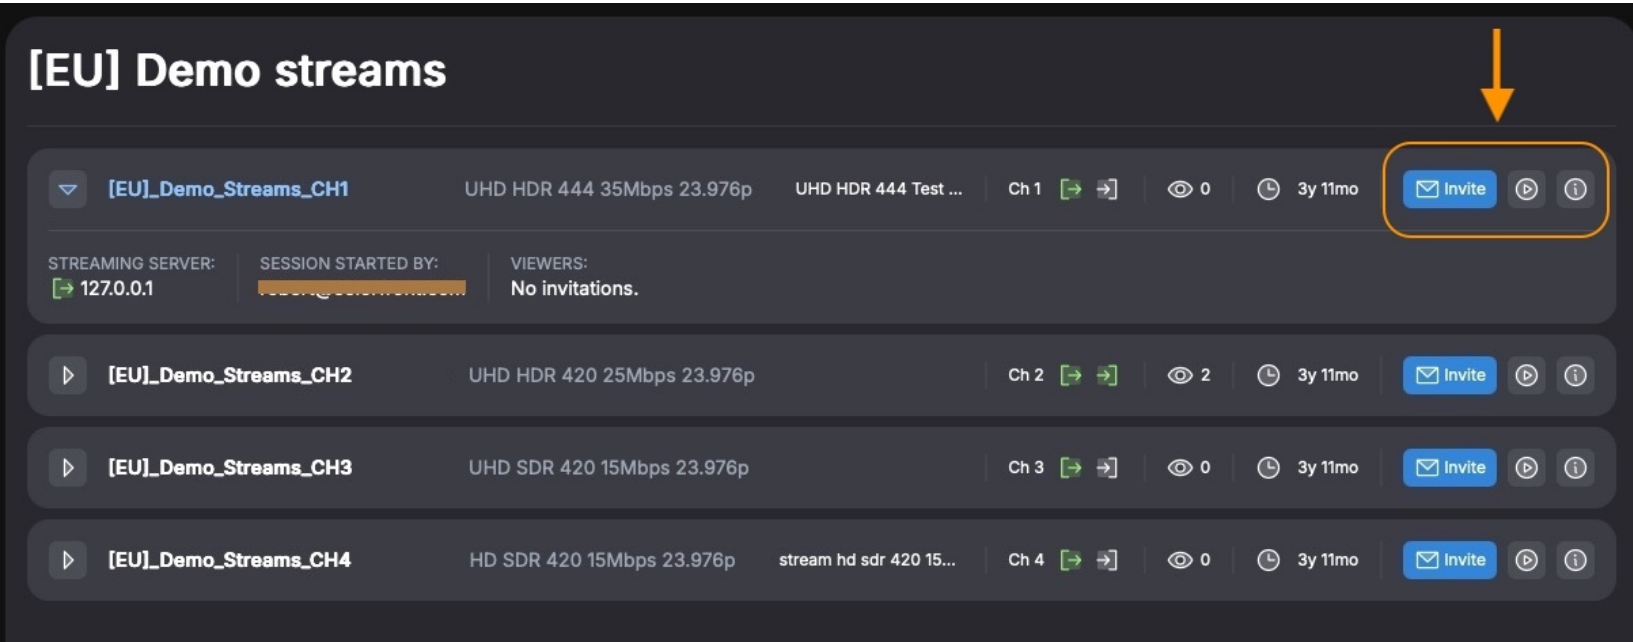 [EU] Demo streams
[EU]_Demo_Streams_CH1 UHD HDR 444 35Mbps 23.976p UHD HDR 444 Test ... Ch 1 0 3y 11mo Invite
STREAMING SERVER: SESSION STARTED BY: VIEWERS:
127.0.0.1 No invitations.
[EU]_Demo_Streams_CH2 UHD HDR 420 25Mbps 23.976p Ch 2 2 3y 11mo Invite
[EU]_Demo_Streams_CH3 UHD SDR 420 15Mbps 23.976p Ch 3 0 3y 11mo Invite
[EU]_Demo_Streams_CH4 HD SDR 420 15Mbps 23.976p stream hd sdr 420 15... Ch 4 0 3y 11mo Invite